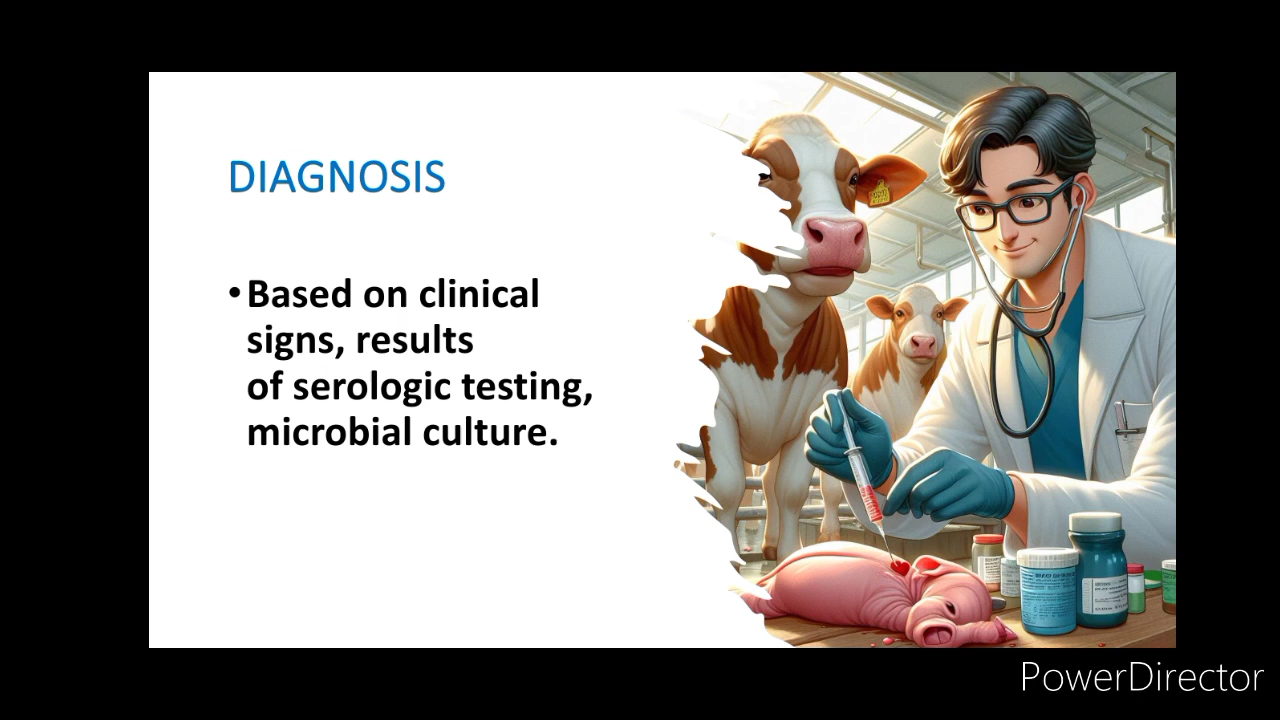 DIAGNOSIS
•Based on clinical
signs, results
of serologic testing,
microbial culture.
PowerDirector